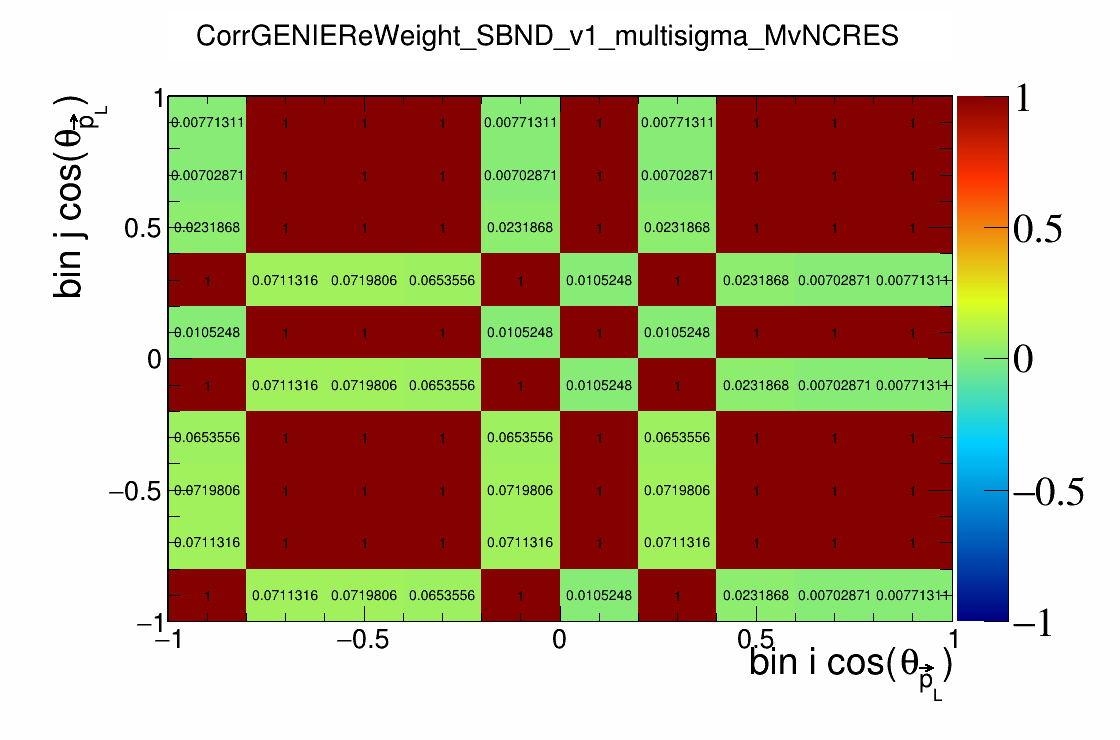 CorrGENIEReWeight_SBND_v1_multisigma_MvNCRES
bin j cos(θ_p⃗_L)
1
0.5
0
−0.5
−1
0.00771311 1 1 1 0.00771311 1 0.00771311 1 1 1
0.00702871 1 1 1 0.00702871 1 0.00702871 1 1 1
0.0231868 1 1 1 0.0231868 1 0.0231868 1 1 1
1 0.0711316 0.0719806 0.0653556 1 0.0105248 1 0.0231868 0.00702871 0.00771311
0.0105248 1 1 1 0.0105248 1 0.0105248 1 1 1
1 0.0711316 0.0719806 0.0653556 1 0.0105248 1 0.0231868 0.00702871 0.00771311
0.0653556 1 1 1 0.0653556 1 0.0653556 1 1 1
0.0719806 1 1 1 0.0719806 1 0.0719806 1 1 1
0.0711316 1 1 1 0.0711316 1 0.0711316 1 1 1
1 0.0711316 0.0719806 0.0653556 1 0.0105248 1 0.0231868 0.00702871 0.00771311
−1 −0.5 0 0.5 1
bin i cos(θ_p⃗_L)
1
0.5
0
−0.5
−1